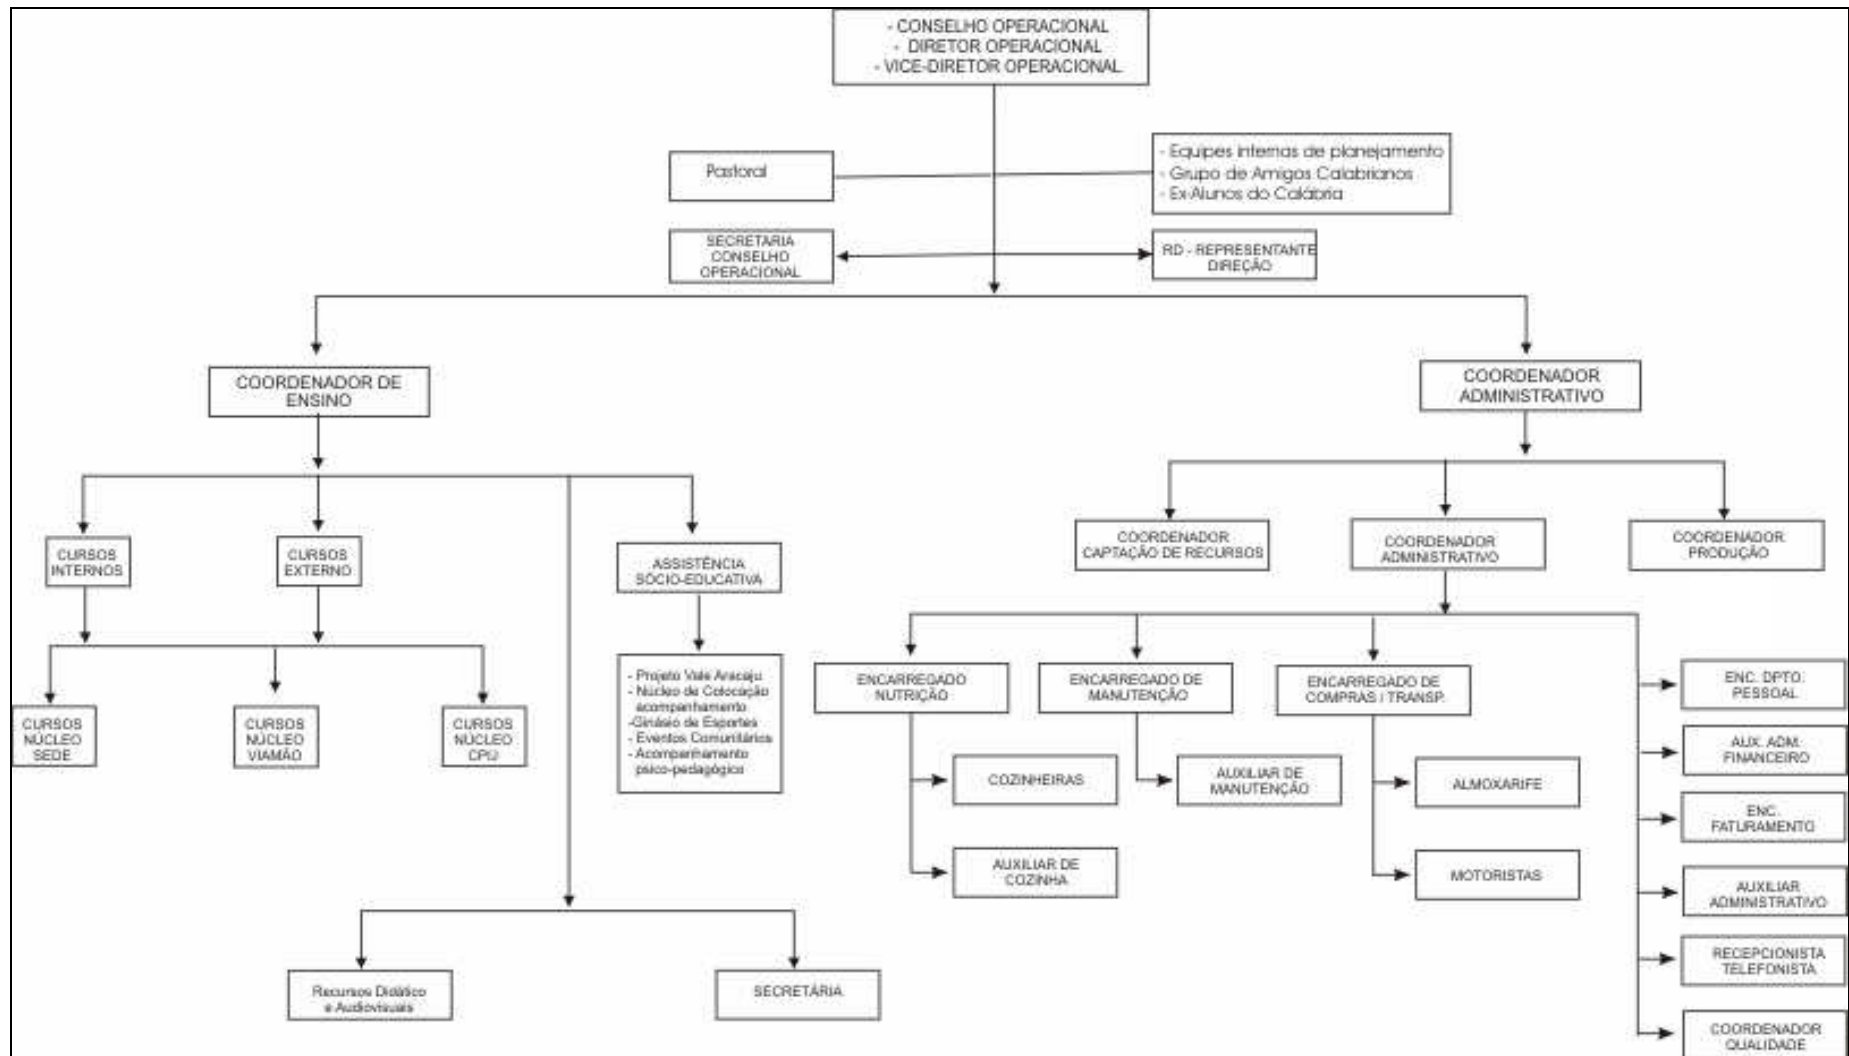 - CONSELHO OPERACIONAL
- DIRETOR OPERACIONAL
- VICE-DIRETOR OPERACIONAL
Pastoral
- Equipes internas de planejamento
- Grupo de Amigos Calabrianos
- Ex-Alunos do Calábria
SECRETARIA
CONSELHO
OPERACIONAL
RD - REPRESENTANTE
DIREÇÃO
COORDENADOR DE
ENSINO
COORDENADOR
ADMINISTRATIVO
CURSOS
INTERNOS
CURSOS
EXTERNO
ASSISTÊNCIA
SÓCIO-EDUCATIVA
COORDENADOR
CAPTAÇÃO DE RECURSOS
COORDENADOR
ADMINISTRATIVO
COORDENADOR
PRODUÇÃO
CURSOS
NÚCLEO
SEDE
CURSOS
NÚCLEO
VIAMÃO
CURSOS
NÚCLEO
CPIJ
- Projeto Vale Aracaju
- Núcleo de Colocação
acompanhamento
-Ginásio de Esportes
- Eventos Comunitários
- Acompanhamento
psico-pedagógico
ENCARREGADO
NUTRIÇÃO
ENCARREGADO DE
MANUTENÇÃO
ENCARREGADO DE
COMPRAS / TRANSP.
COZINHEIRAS
AUXILIAR DE
COZINHA
AUXILIAR DE
MANUTENÇÃO
ALMOXARIFE
MOTORISTAS
ENC. DPTO.
PESSOAL
AUX. ADM.
FINANCEIRO
ENC.
FATURAMENTO
AUXILIAR
ADMINISTRATIVO
RECEPCIONISTA
TELEFONISTA
COORDENADOR
QUALIDADE
Recursos Didático
e Audiovisuais
SECRETÁRIA